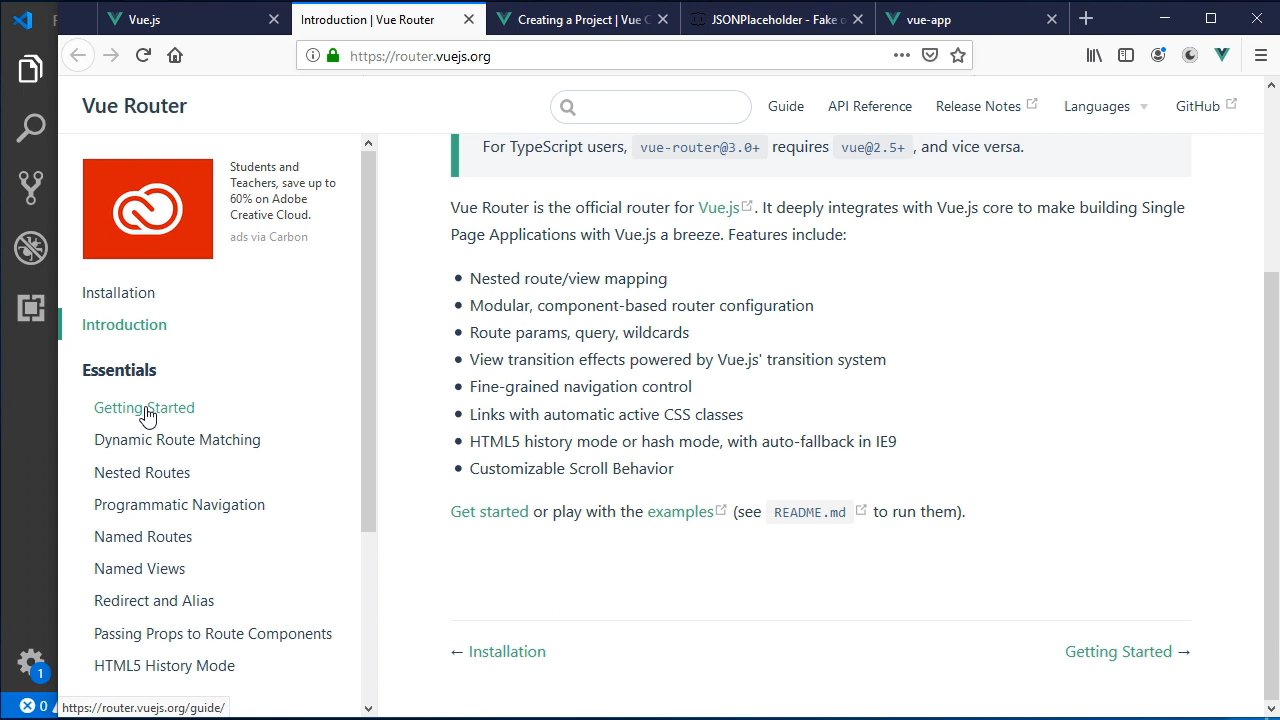 Vue.js
Introduction | Vue Router
Creating a Project | Vue C
JSONPlaceholder - Fake o
vue-app
https://router.vuejs.org
Vue Router
Guide
API Reference
Release Notes
Languages
GitHub
Students and
Teachers, save up to
60% on Adobe
Creative Cloud.
ads via Carbon
Installation
Introduction
Essentials
Getting Started
Dynamic Route Matching
Nested Routes
Programmatic Navigation
Named Routes
Named Views
Redirect and Alias
Passing Props to Route Components
HTML5 History Mode
For TypeScript users, vue-router@3.0+ requires vue@2.5+ , and vice versa.
Vue Router is the official router for Vue.js. It deeply integrates with Vue.js core to make building Single
Page Applications with Vue.js a breeze. Features include:
• Nested route/view mapping
• Modular, component-based router configuration
• Route params, query, wildcards
• View transition effects powered by Vue.js' transition system
• Fine-grained navigation control
• Links with automatic active CSS classes
• HTML5 history mode or hash mode, with auto-fallback in IE9
• Customizable Scroll Behavior
Get started or play with the examples (see README.md to run them).
← Installation
Getting Started →
1
0
https://router.vuejs.org/guide/